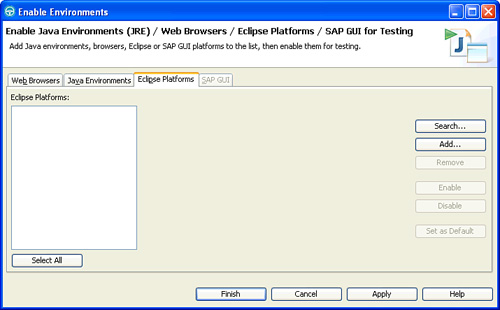 Enable Environments
Enable Java Environments (JRE) / Web Browsers / Eclipse Platforms / SAP GUI for Testing
Add Java environments, browsers, Eclipse or SAP GUI platforms to the list, then enable them for testing.
Web Browsers Java Environments Eclipse Platforms SAP GUI
Eclipse Platforms:
Search...
Add...
Remove
Enable
Disable
Set as Default
Select All
Finish Cancel Apply Help